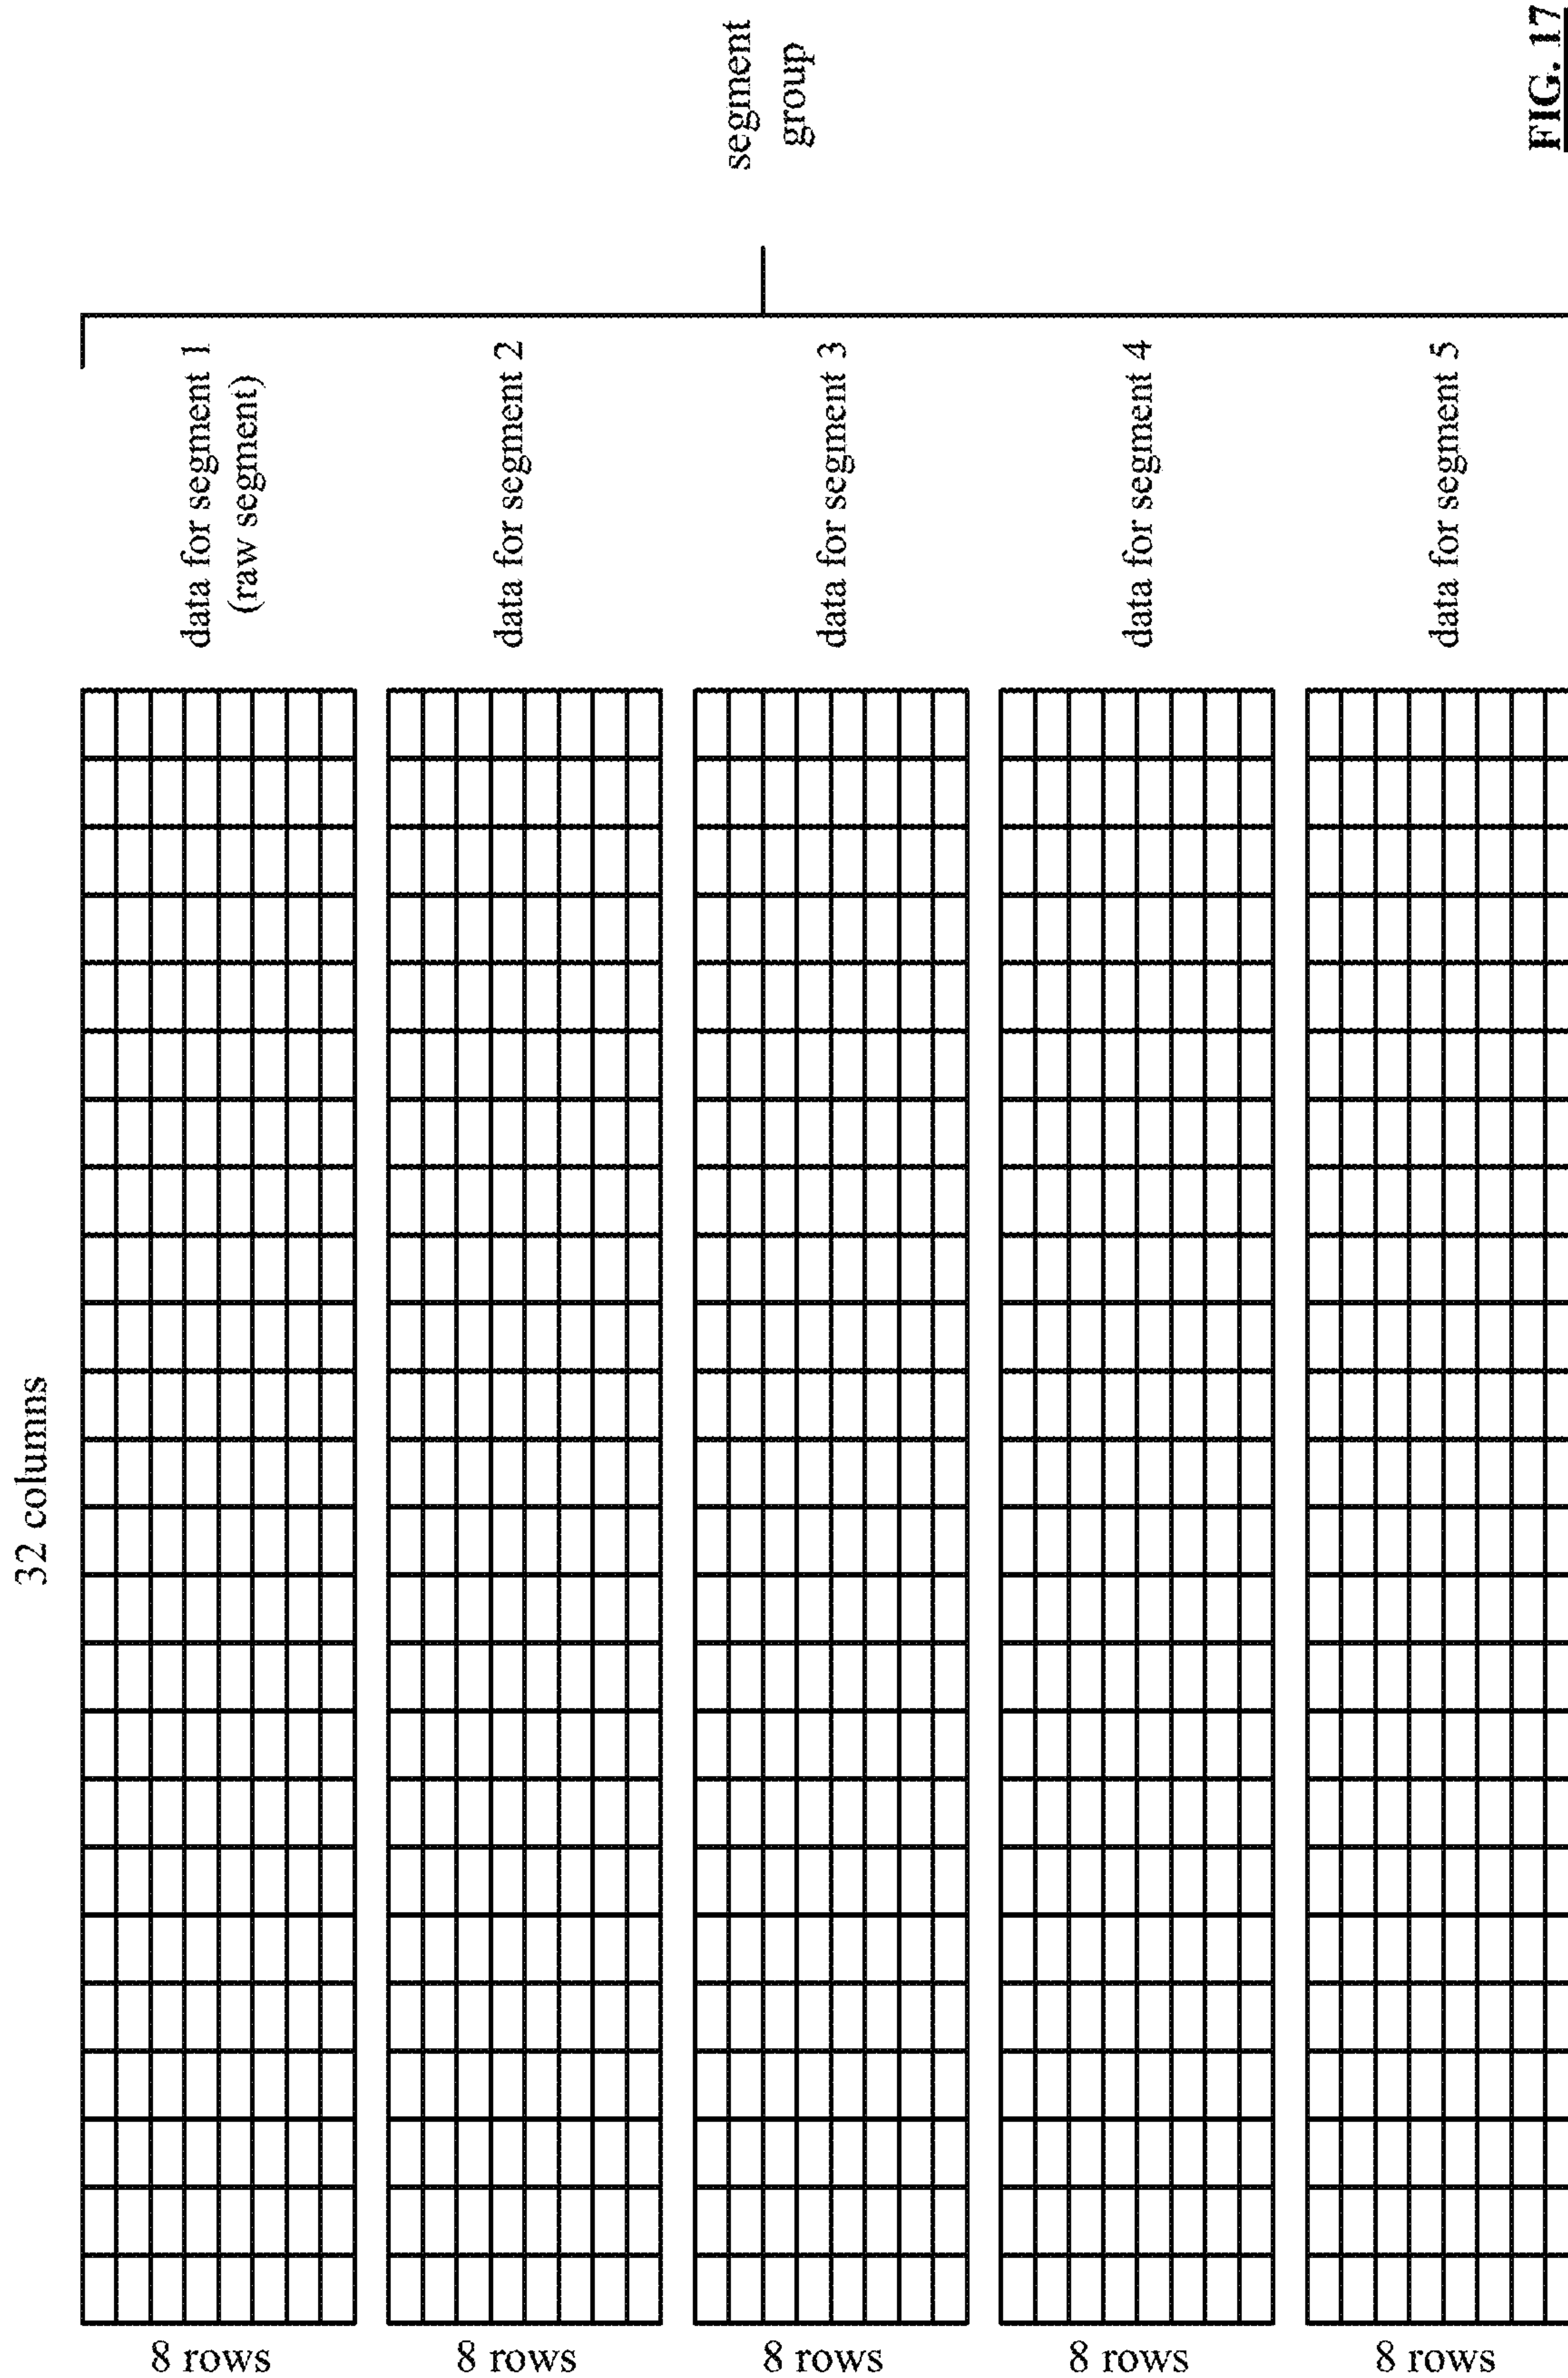 32 columns
8 rows
data for segment 1
(raw segment)
8 rows
data for segment 2
8 rows
data for segment 3
8 rows
data for segment 4
8 rows
data for segment 5
segment
group
FIG. 17